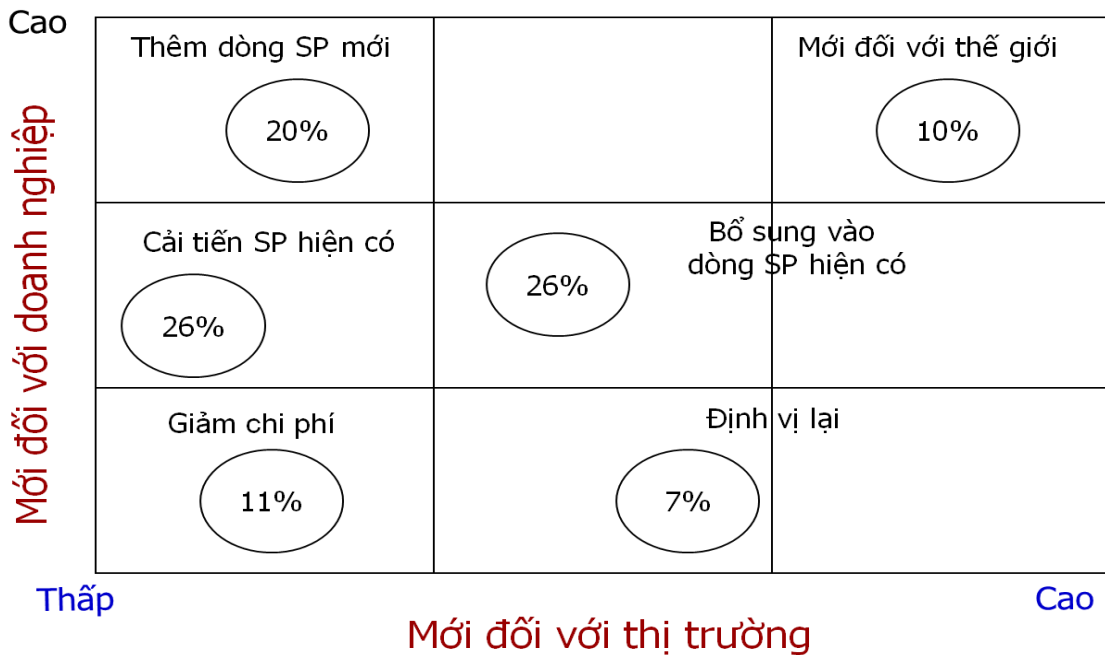 Cao
Thêm dòng SP mới
Mới đối với thế giới
20%
10%
Mới đối với doanh nghiệp
Cải tiến SP hiện có
Bổ sung vào
dòng SP hiện có
26%
26%
Giảm chi phí
Định vị lại
11%
7%
Thấp
Cao
Mới đối với thị trường